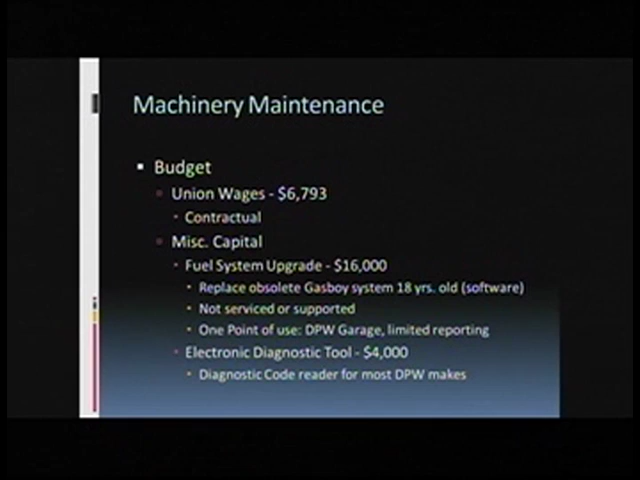 Machinery Maintenance
Budget
Union Wages - $6,793
Contractual
Misc. Capital
Fuel System Upgrade - $16,000
Replace obsolete Gasboy system 18 yrs. old (software)
Not serviced or supported
One Point of use: DPW Garage, limited reporting
Electronic Diagnostic Tool - $4,000
Diagnostic Code reader for most DPW makes